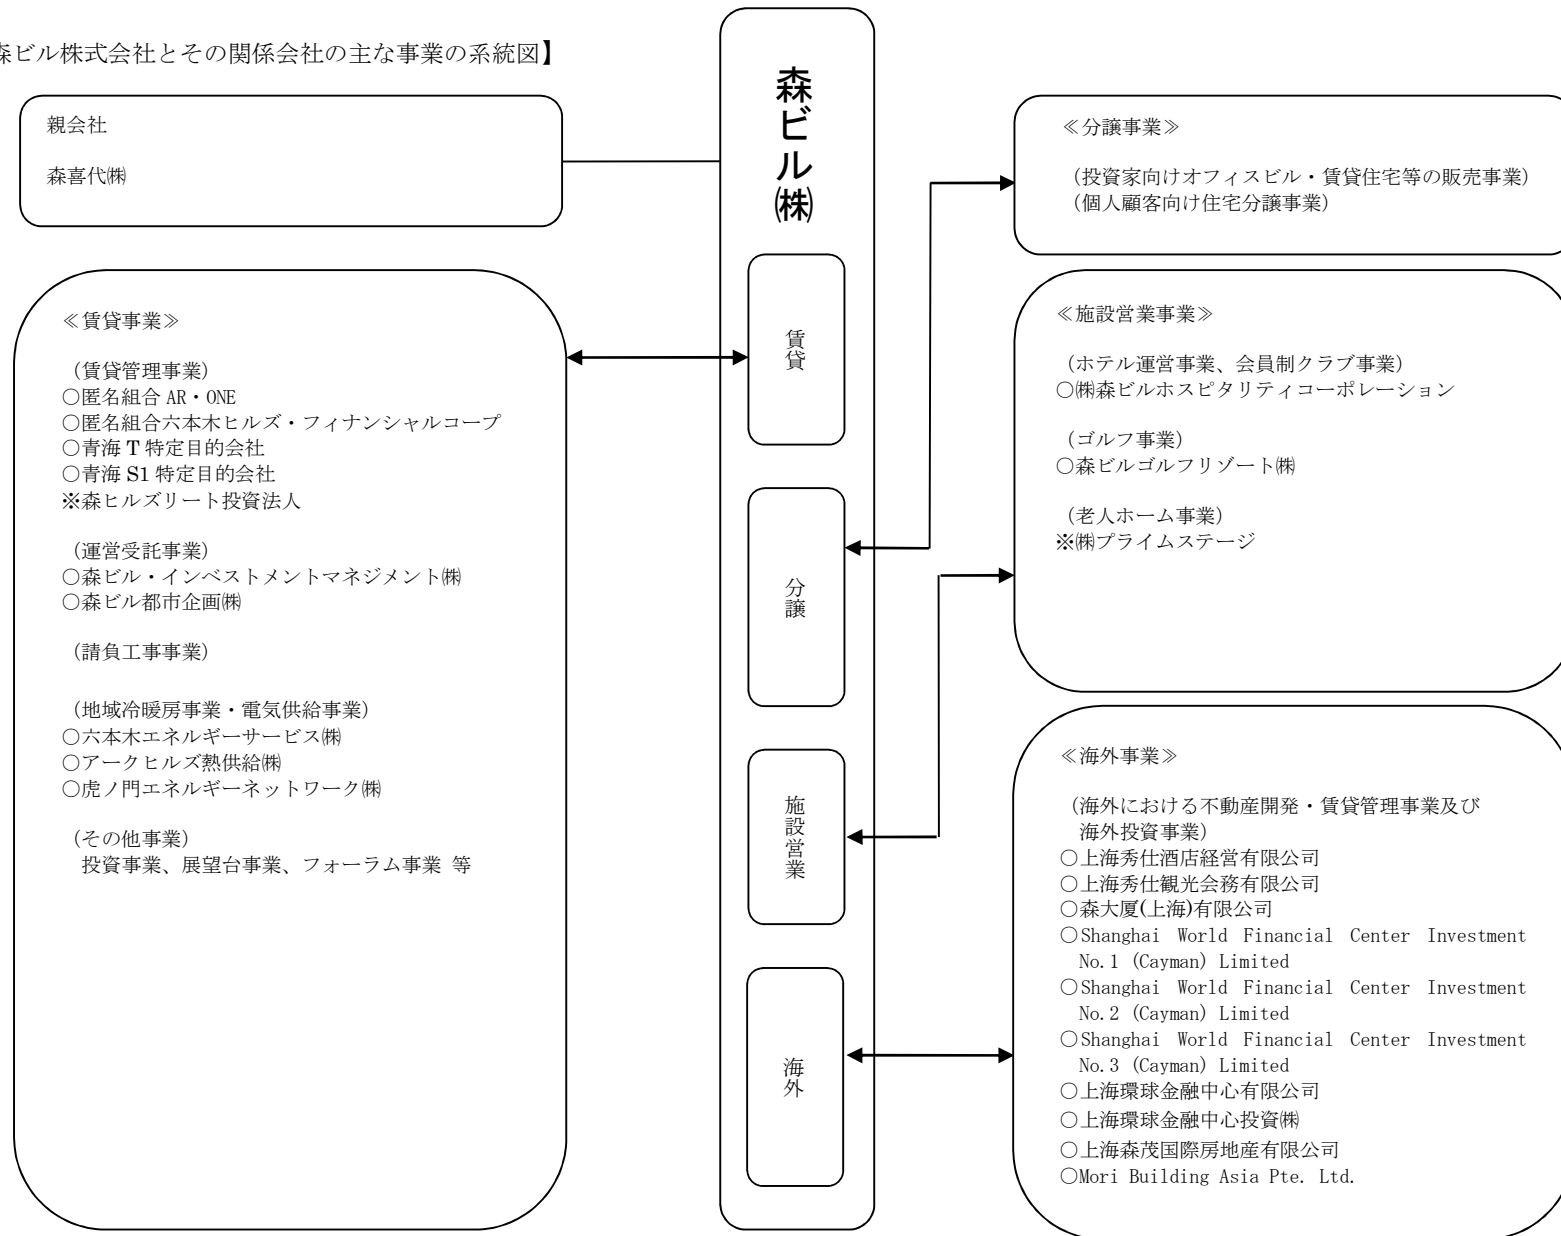 森ビル株式会社とその関係会社の主な事業の系統図】
親会社
森喜代㈱
≪賃貸事業≫
（賃貸管理事業）
○匿名組合 AR・ONE
○匿名組合六本木ヒルズ・フィナンシャルコープ
○青海 T 特定目的会社
○青海 S1 特定目的会社
※森ヒルズリート投資法人
（運営受託事業）
○森ビル・インベストメントマネジメント㈱
○森ビル都市企画㈱
（請負工事事業）
（地域冷暖房事業・電気供給事業）
○六本木エネルギーサービス㈱
○アークヒルズ熱供給㈱
○虎ノ門エネルギーネットワーク㈱
（その他事業）
投資事業、展望台事業、フォーラム事業 等
森ビル㈱
賃貸
分譲
施設営業
海外
≪分譲事業≫
（投資家向けオフィスビル・賃貸住宅等の販売事業）
（個人顧客向け住宅分譲事業）
≪施設営業事業≫
（ホテル運営事業、会員制クラブ事業）
○㈱森ビルホスピタリティコーポレーション
（ゴルフ事業）
○森ビルゴルフリゾート㈱
（老人ホーム事業）
※㈱プライムステージ
≪海外事業≫
（海外における不動産開発・賃貸管理事業及び
海外投資事業）
○上海秀仕酒店経営有限公司
○上海秀仕観光会務有限公司
○森大厦(上海)有限公司
○Shanghai World Financial Center Investment
No.1 (Cayman) Limited
○Shanghai World Financial Center Investment
No.2 (Cayman) Limited
○Shanghai World Financial Center Investment
No.3 (Cayman) Limited
○上海環球金融中心有限公司
○上海環球金融中心投資㈱
○上海森茂国際房地産有限公司
○Mori Building Asia Pte. Ltd.